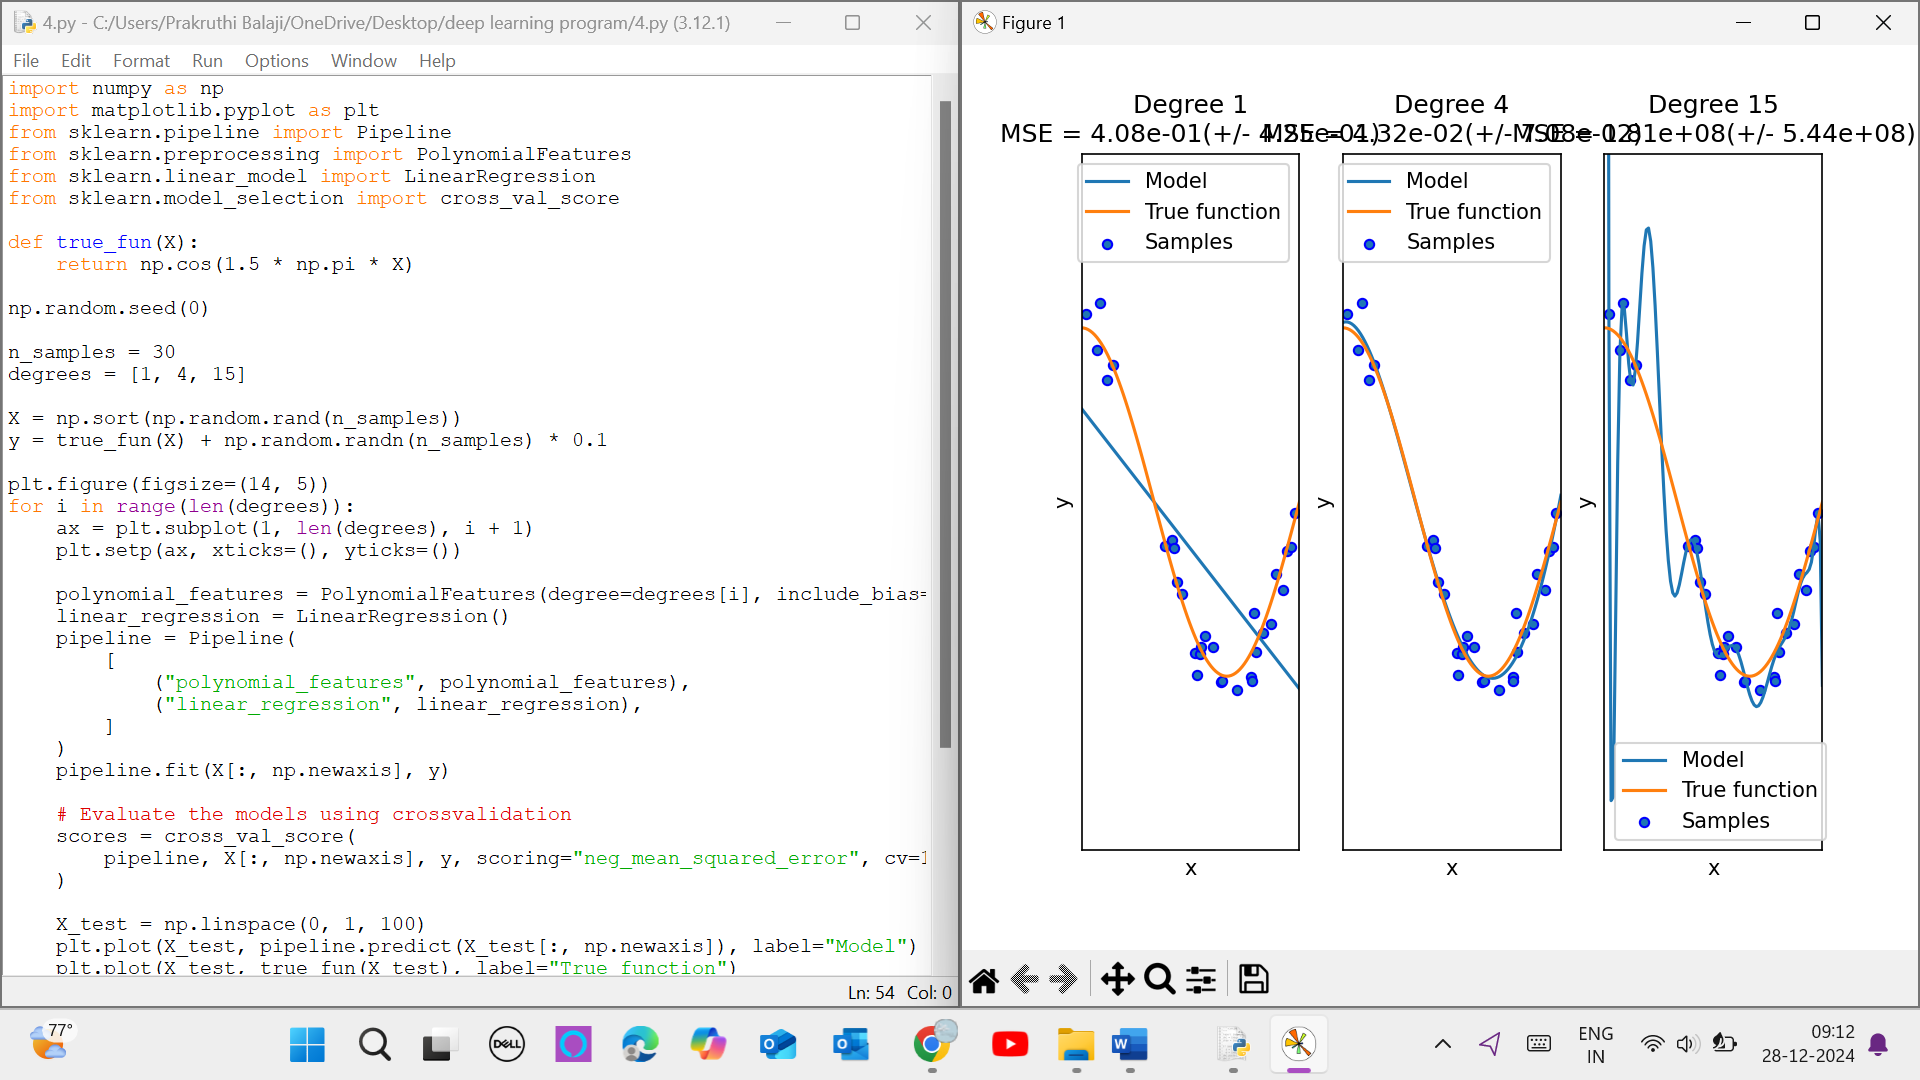 4.py - C:/Users/Prakruthi Balaji/OneDrive/Desktop/deep learning program/4.py (3.12.1)
File Edit Format Run Options Window Help
import numpy as np
import matplotlib.pyplot as plt
from sklearn.pipeline import Pipeline
from sklearn.preprocessing import PolynomialFeatures
from sklearn.linear_model import LinearRegression
from sklearn.model_selection import cross_val_score
def true_fun(X):
    return np.cos(1.5 * np.pi * X)
np.random.seed(0)
n_samples = 30
degrees = [1, 4, 15]
X = np.sort(np.random.rand(n_samples))
y = true_fun(X) + np.random.randn(n_samples) * 0.1
plt.figure(figsize=(14, 5))
for i in range(len(degrees)):
    ax = plt.subplot(1, len(degrees), i + 1)
    plt.setp(ax, xticks=(), yticks=())
    polynomial_features = PolynomialFeatures(degree=degrees[i], include_bias=
    linear_regression = LinearRegression()
    pipeline = Pipeline(
        [
            ("polynomial_features", polynomial_features),
            ("linear_regression", linear_regression),
        ]
    )
    pipeline.fit(X[:, np.newaxis], y)
    # Evaluate the models using crossvalidation
    scores = cross_val_score(
        pipeline, X[:, np.newaxis], y, scoring="neg_mean_squared_error", cv=1
    )
    X_test = np.linspace(0, 1, 100)
    plt.plot(X_test, pipeline.predict(X_test[:, np.newaxis]), label="Model")
    plt.plot(X_test, true_fun(X_test), label="True function")
Ln: 54 Col: 0
Figure 1
Degree 1
MSE = 4.08e-01(+/- 4.25e-01)
Model
True function
Samples
y
x
Degree 4
MSE = 4.32e-02(+/- 7.08e-02)
Model
True function
Samples
y
x
Degree 15
MSE = 1.81e+08(+/- 5.44e+08)
y
Model
True function
Samples
x
77°
DELL
ENG
IN
09:12
28-12-2024